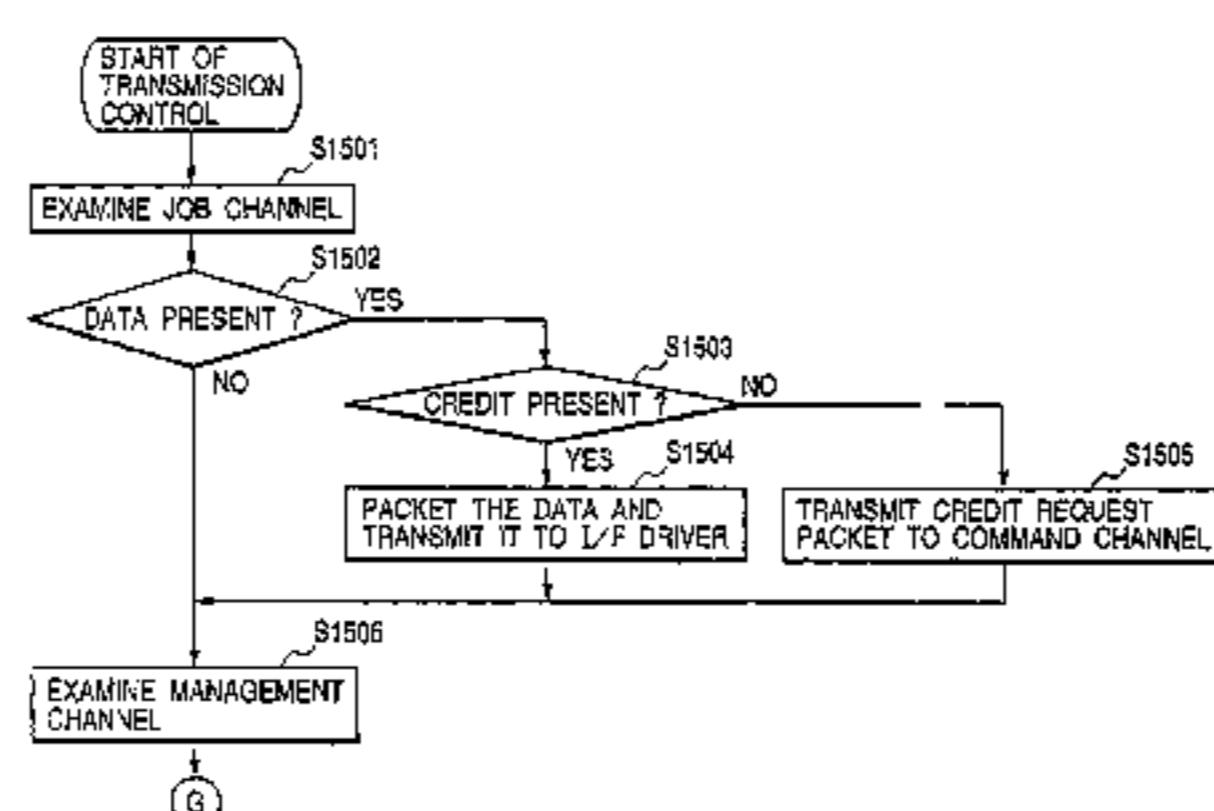 START OF
TRANSMISSION
CONTROL
S1501
EXAMINE JOB CHANNEL
S1502
DATA PRESENT ?
YES
NO
S1503
CREDIT PRESENT ?
NO
YES
S1504
PACKET THE DATA AND
TRANSMIT IT TO I/F DRIVER
S1505
TRANSMIT CREDIT REQUEST
PACKET TO COMMAND CHANNEL
S1506
EXAMINE MANAGEMENT
CHANNEL
G